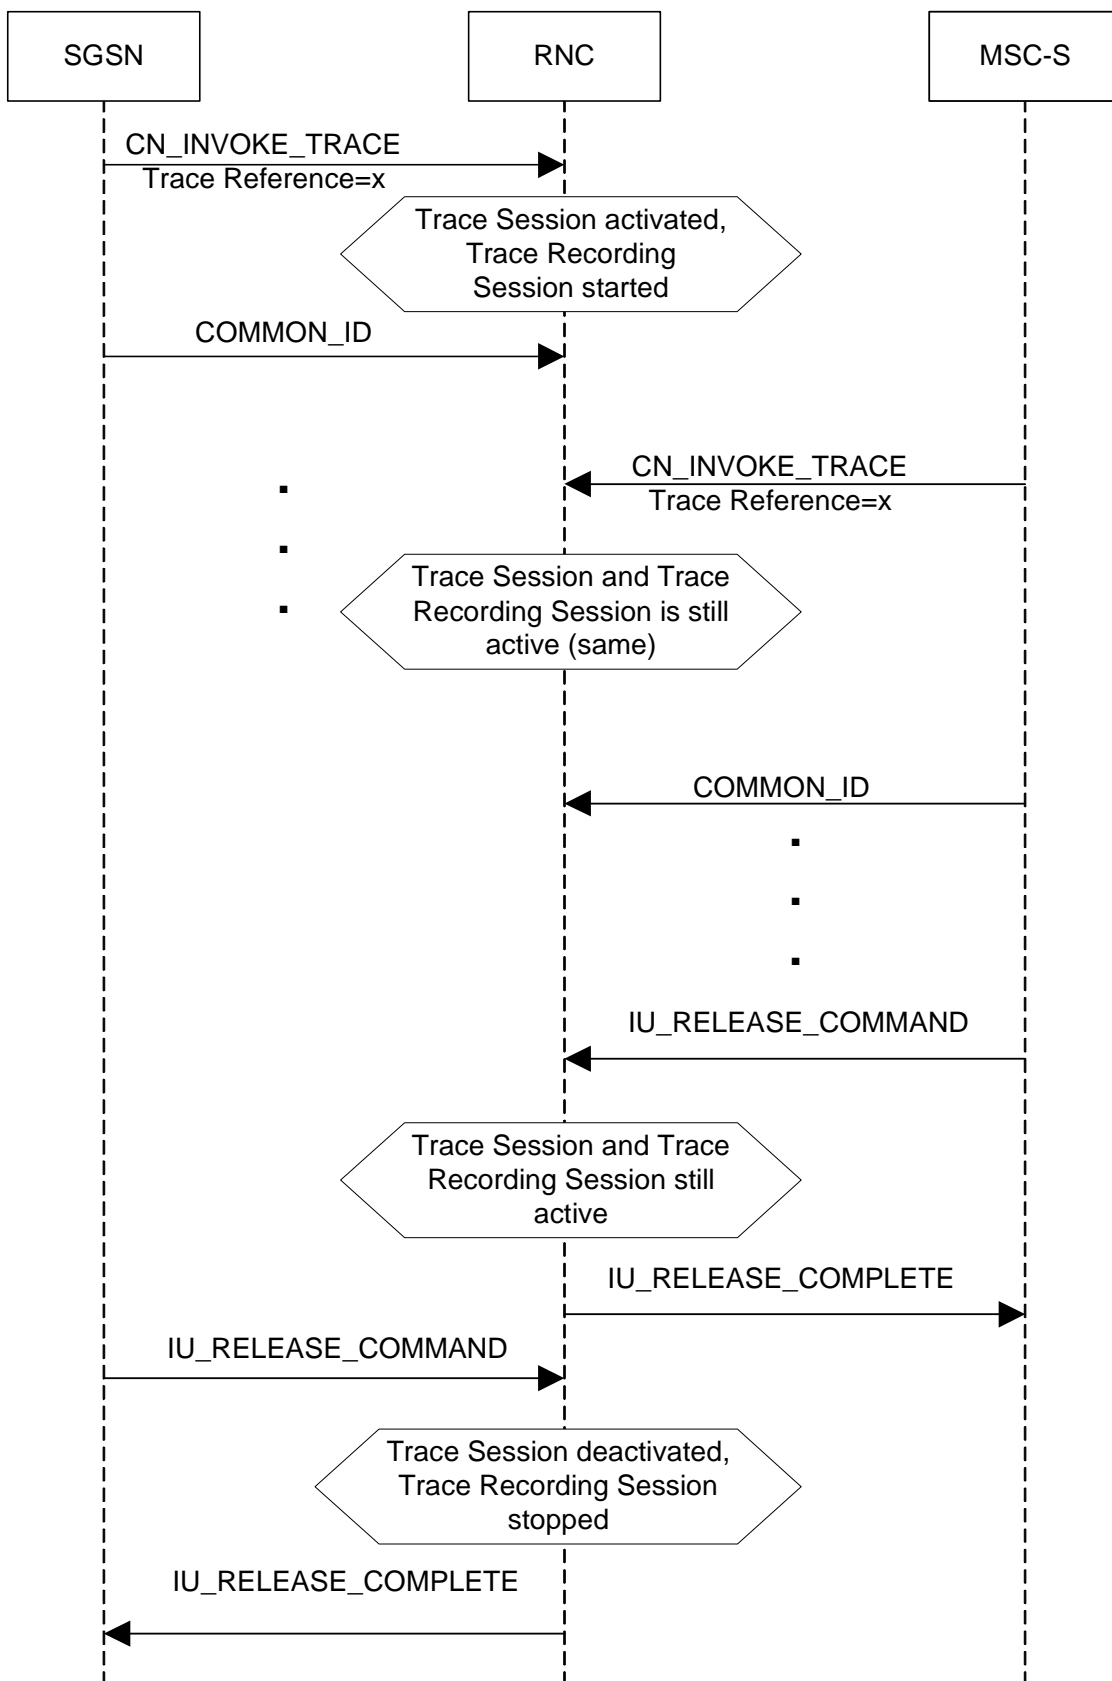 SGSN
RNC
MSC-S
CN_INVOKE_TRACE
Trace Reference=x
Trace Session activated,
Trace Recording
Session started
COMMON_ID
CN_INVOKE_TRACE
Trace Reference=x
Trace Session and Trace
Recording Session is still
active (same)
COMMON_ID
IU_RELEASE_COMMAND
Trace Session and Trace
Recording Session still
active
IU_RELEASE_COMPLETE
IU_RELEASE_COMMAND
Trace Session deactivated,
Trace Recording Session
stopped
IU_RELEASE_COMPLETE